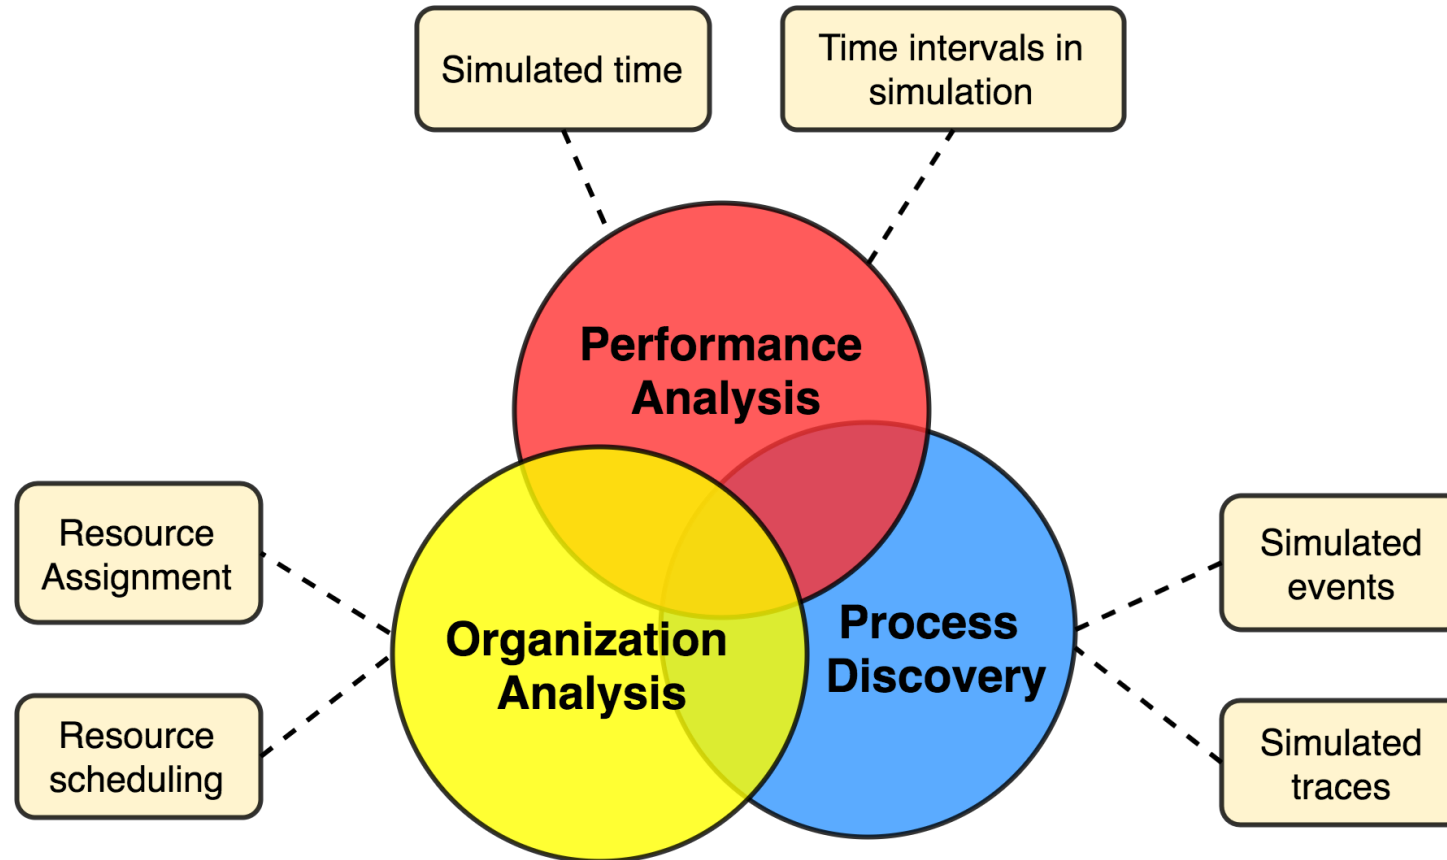 Simulated time
Time intervals in
simulation
Performance
Analysis
Resource
Assignment
Simulated
events
Organization
Analysis
Process
Discovery
Resource
scheduling
Simulated
traces